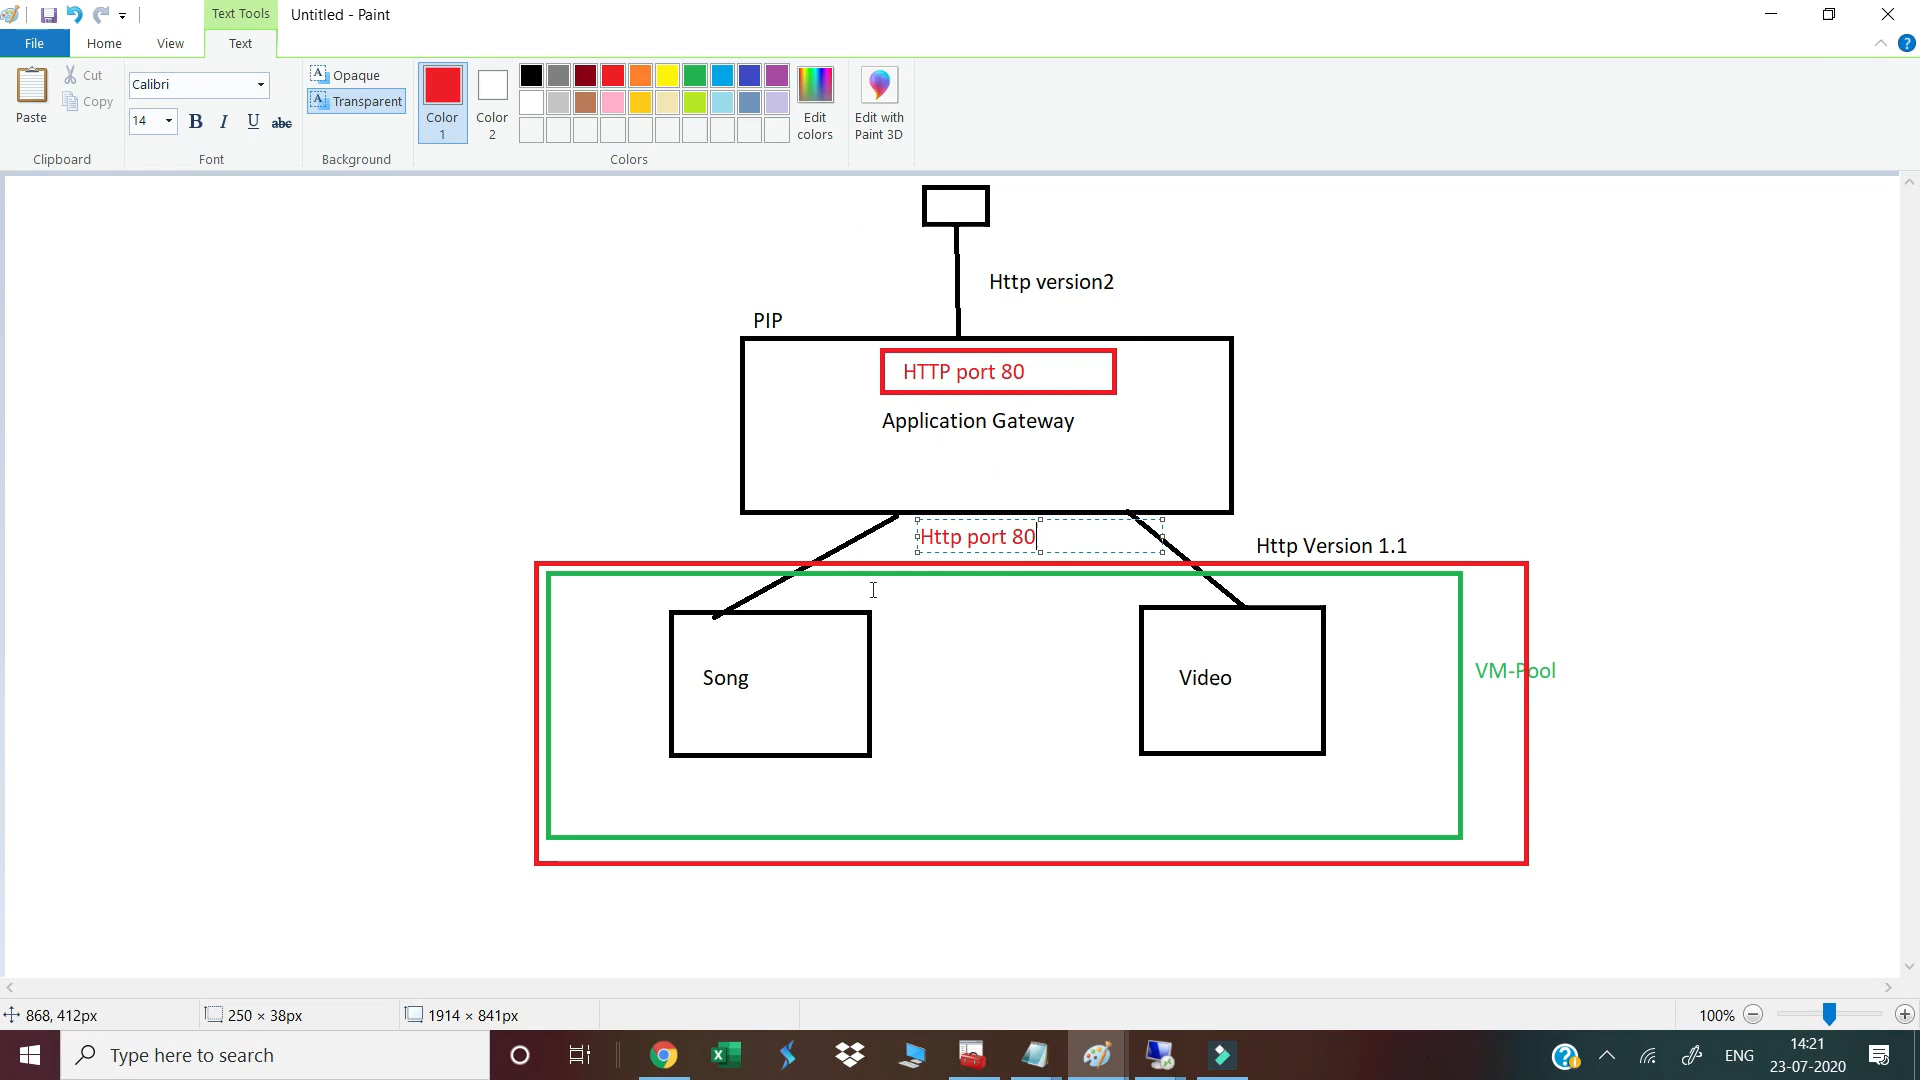 Text Tools
Untitled - Paint
File
Home
View
Text
Paste
Cut
Copy
Clipboard
Calibri
14
B I U abc
Font
A Opaque
A Transparent
Background
Color
1
Color
2
Edit
colors
Colors
Edit with
Paint 3D
Http version2
PIP
HTTP port 80
Application Gateway
Http port 80
Http Version 1.1
Song
Video
VM-Pool
868, 412px
250 × 38px
1914 × 841px
100%
Type here to search
ENG
14:21
23-07-2020